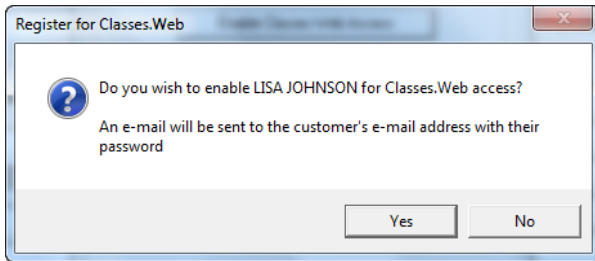 Register for Classes.Web
Do you wish to enable LISA JOHNSON for Classes.Web access?
An e-mail will be sent to the customer's e-mail address with their
password
Yes
No